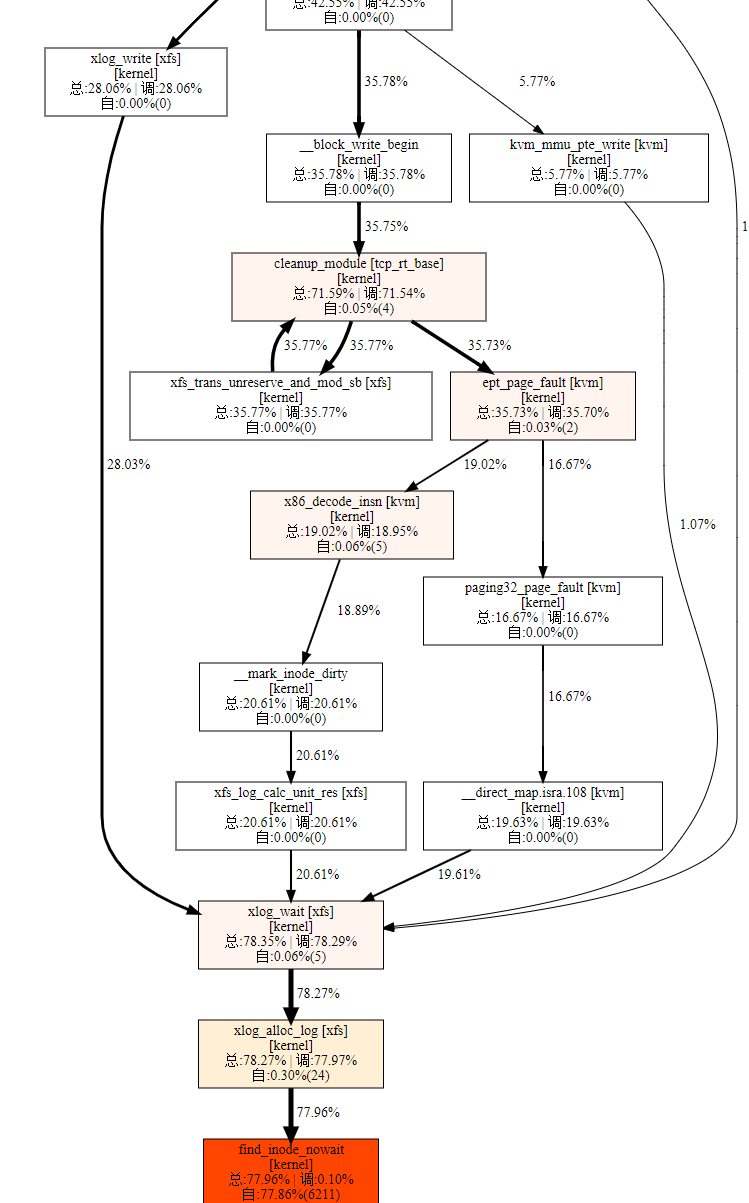 总:42.55% | 调:42.55%
自:0.00%(0)
xlog_write [xfs]
[kernel]
总:28.06% | 调:28.06%
自:0.00%(0)
35.78%
5.77%
__block_write_begin
[kernel]
总:35.78% | 调:35.78%
自:0.00%(0)
kvm_mmu_pte_write [kvm]
[kernel]
总:5.77% | 调:5.77%
自:0.00%(0)
35.75%
1
cleanup_module [tcp_rt_base]
[kernel]
总:71.59% | 调:71.54%
自:0.05%(4)
35.77%
35.77%
35.73%
xfs_trans_unreserve_and_mod_sb [xfs]
[kernel]
总:35.77% | 调:35.77%
自:0.00%(0)
ept_page_fault [kvm]
[kernel]
总:35.73% | 调:35.70%
自:0.03%(2)
28.03%
19.02%
16.67%
x86_decode_insn [kvm]
[kernel]
总:19.02% | 调:18.95%
自:0.06%(5)
1.07%
18.89%
paging32_page_fault [kvm]
[kernel]
总:16.67% | 调:16.67%
自:0.00%(0)
__mark_inode_dirty
[kernel]
总:20.61% | 调:20.61%
自:0.00%(0)
16.67%
20.61%
xfs_log_calc_unit_res [xfs]
[kernel]
总:20.61% | 调:20.61%
自:0.00%(0)
__direct_map.isra.108 [kvm]
[kernel]
总:19.63% | 调:19.63%
自:0.00%(0)
20.61%
19.61%
xlog_wait [xfs]
[kernel]
总:78.35% | 调:78.29%
自:0.06%(5)
78.27%
xlog_alloc_log [xfs]
[kernel]
总:78.27% | 调:77.97%
自:0.30%(24)
77.96%
find_inode_nowait
[kernel]
总:77.96% | 调:0.10%
自:77.86%(6211)